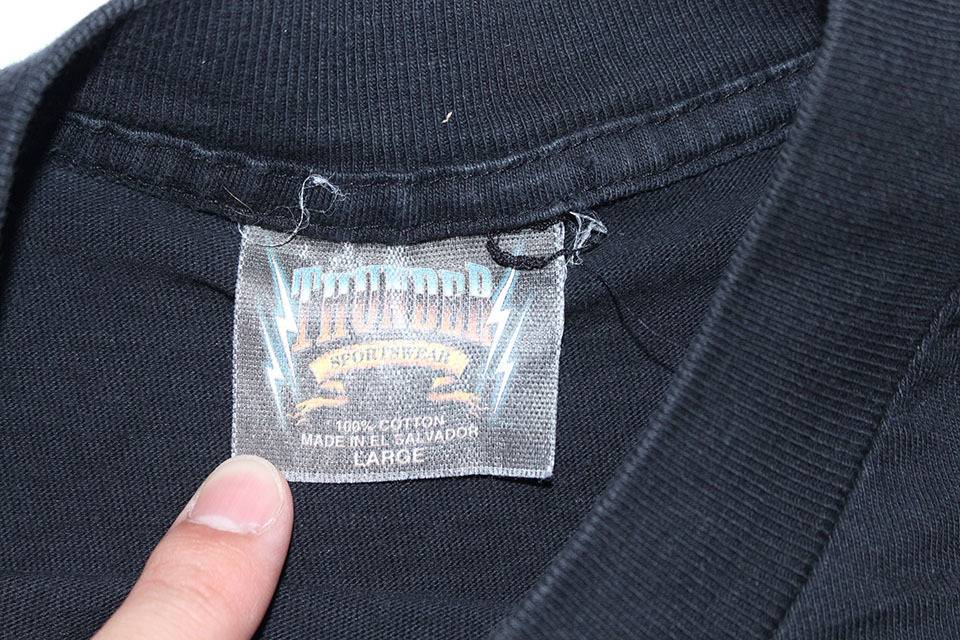 THUNDER
SPORTSWEAR
100% COTTON
MADE IN EL SALVADOR
LARGE